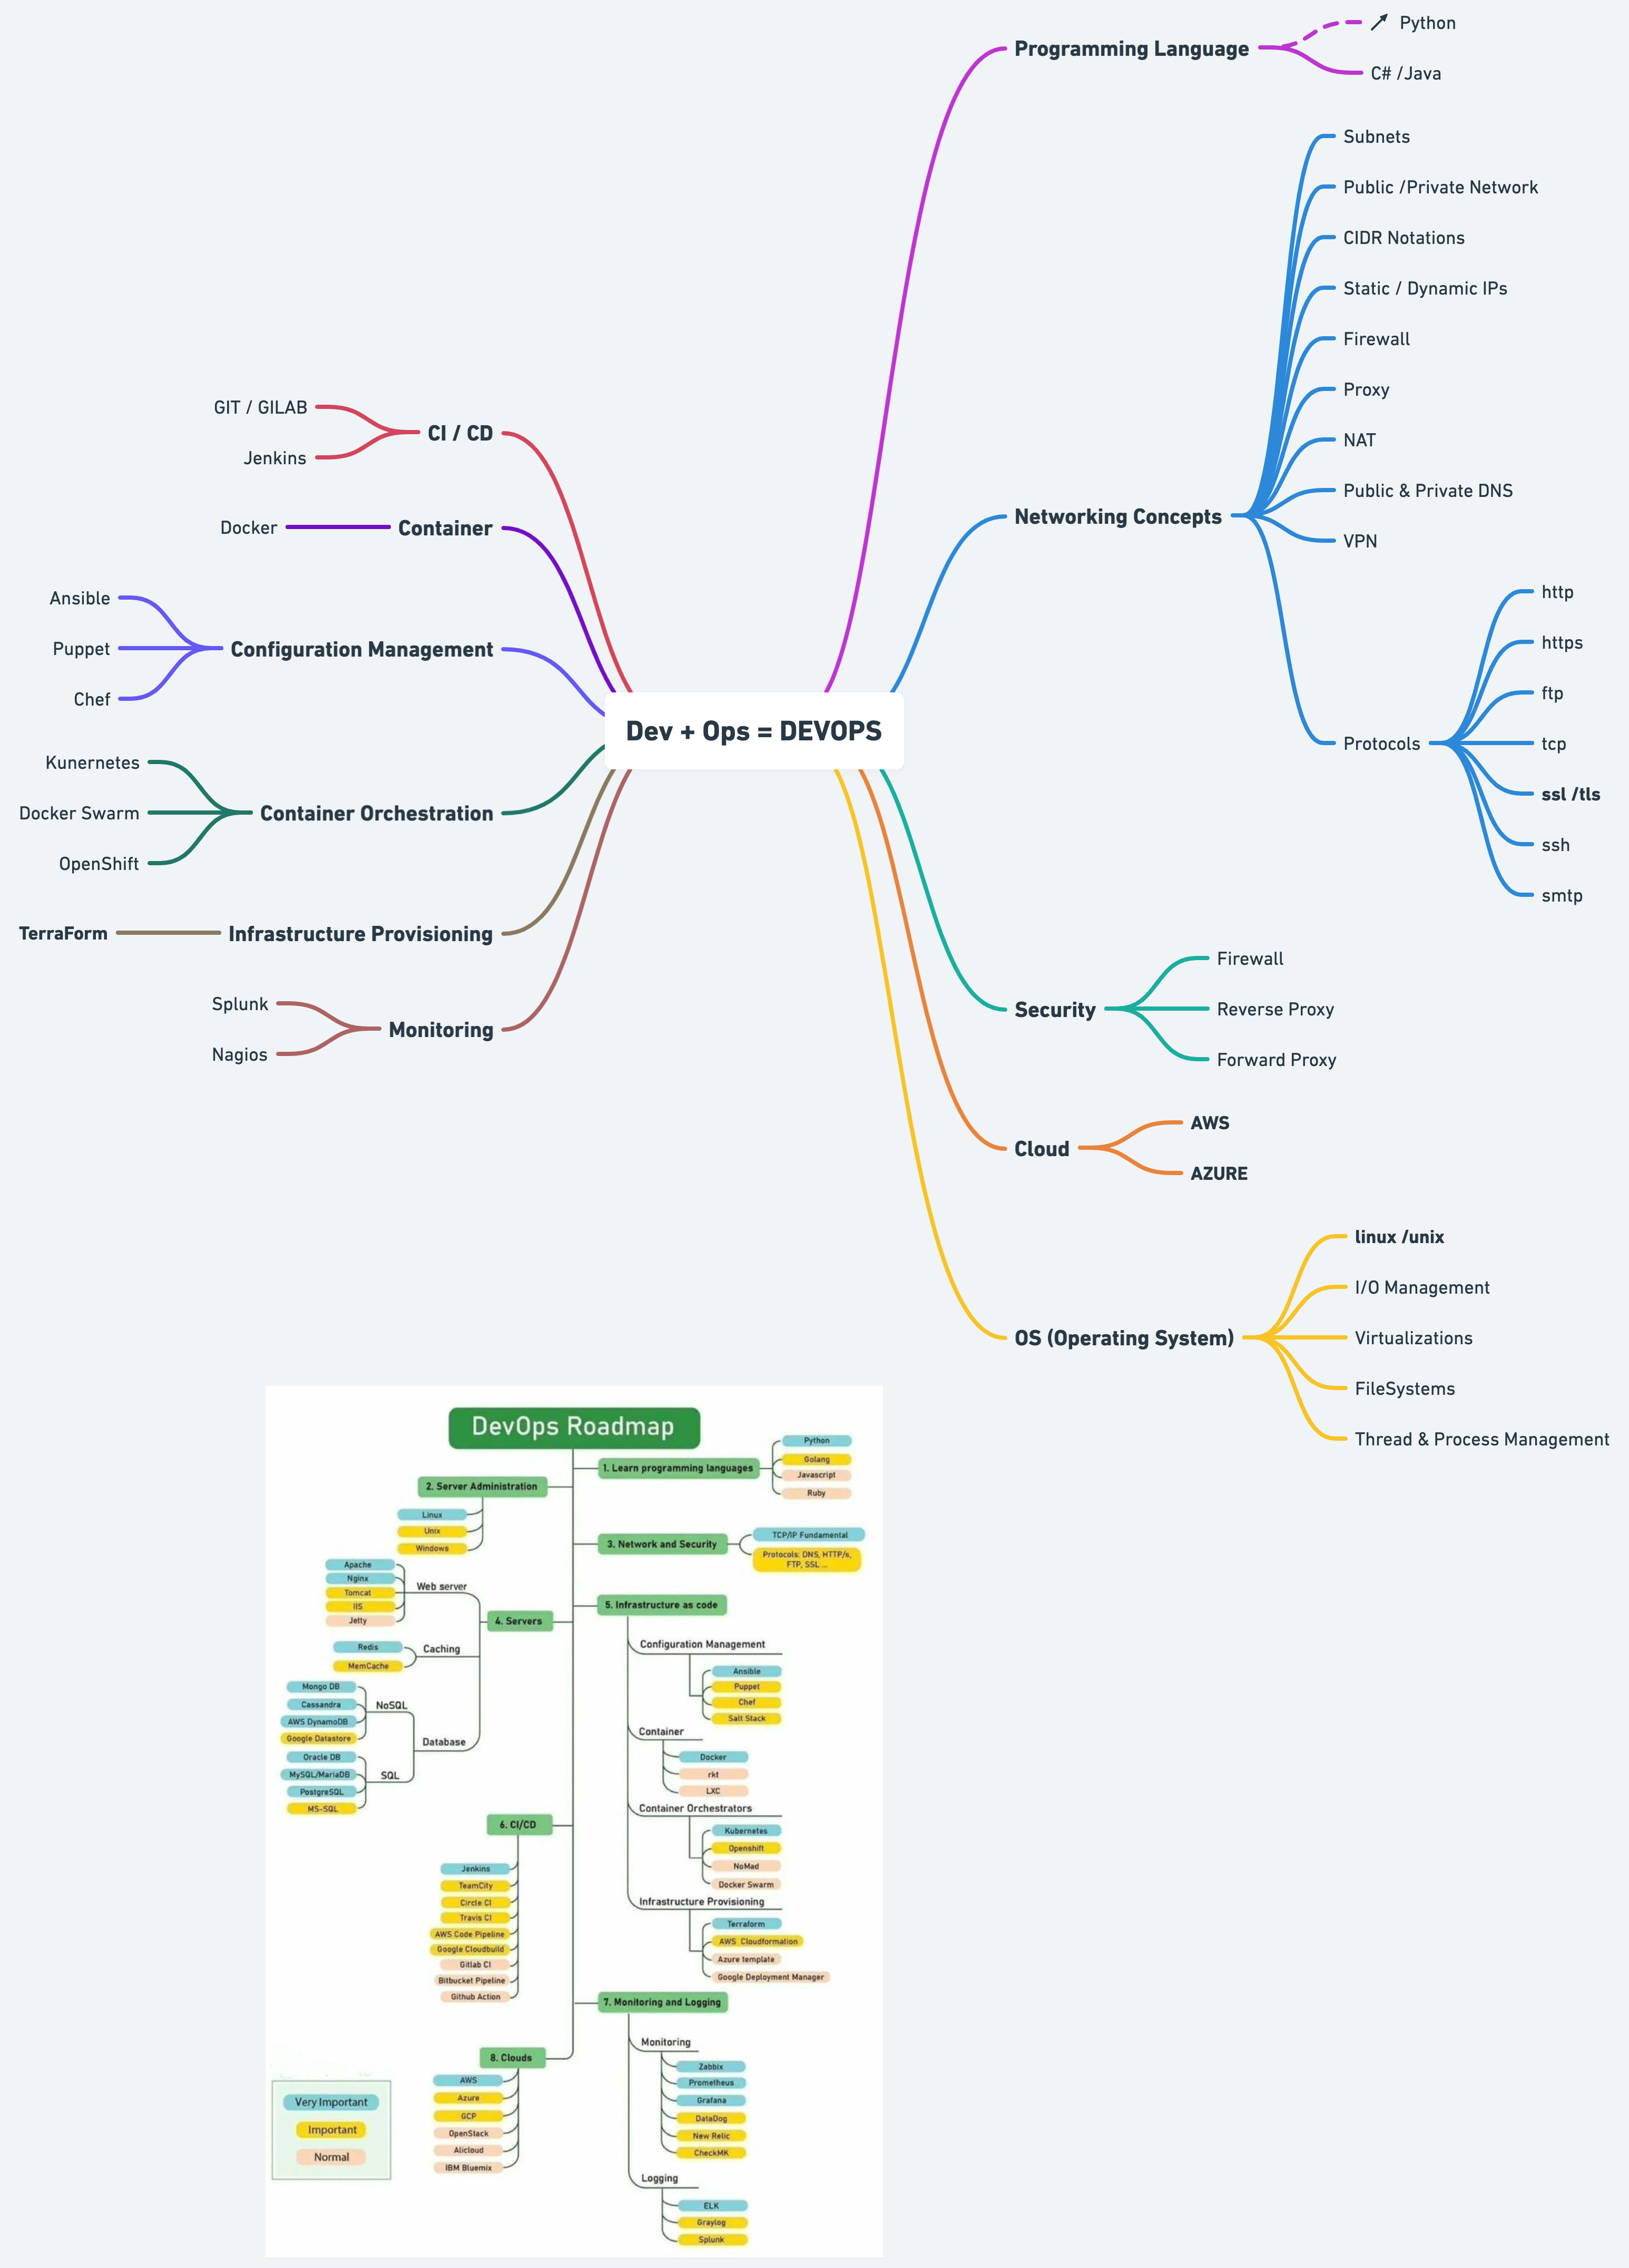 Dev + Ops = DEVOPS
Programming Language
Python
C# /Java
Networking Concepts
Subnets
Public /Private Network
CIDR Notations
Static / Dynamic IPs
Firewall
Proxy
NAT
Public & Private DNS
VPN
Protocols
http
https
ftp
tcp
ssl /tls
ssh
smtp
Security
Firewall
Reverse Proxy
Forward Proxy
Cloud
AWS
AZURE
OS (Operating System)
linux /unix
I/O Management
Virtualizations
FileSystems
Thread & Process Management
CI / CD
GIT / GILAB
Jenkins
Container
Docker
Configuration Management
Ansible
Puppet
Chef
Container Orchestration
Kunernetes
Docker Swarm
OpenShift
Infrastructure Provisioning
TerraForm
Monitoring
Splunk
Nagios
DevOps Roadmap
1. Learn programming languages
Python
Golang
Javascript
Ruby
2. Server Administration
Linux
Unix
Windows
3. Network and Security
TCP/IP Fundamental
Protocols: DNS, HTTP/s,
FTP, SSL ...
4. Servers
Web server
Apache
Nginx
Tomcat
IIS
Jetty
Caching
Redis
MemCache
Database
NoSQL
Mongo DB
Cassandra
AWS DynamoDB
Google Datastore
SQL
Oracle DB
MySQL/MariaDB
PostgreSQL
MS-SQL
5. Infrastructure as code
Configuration Management
Ansible
Puppet
Chef
Salt Stack
Container
Docker
rkt
LXC
Container Orchestrators
Kubernetes
Openshift
NoMad
Docker Swarm
Infrastructure Provisioning
Terraform
AWS Cloudformation
Azure template
Google Deployment Manager
6. CI/CD
Jenkins
TeamCity
Circle CI
Travis CI
AWS Code Pipeline
Google Cloudbuild
Gitlab CI
Bitbucket Pipeline
Github Action
7. Monitoring and Logging
Monitoring
Zabbix
Prometheus
Grafana
DataDog
New Relic
CheckMK
Logging
ELK
Graylog
Splunk
8. Clouds
AWS
Azure
GCP
OpenStack
Alicloud
IBM Bluemix
Very Important
Important
Normal